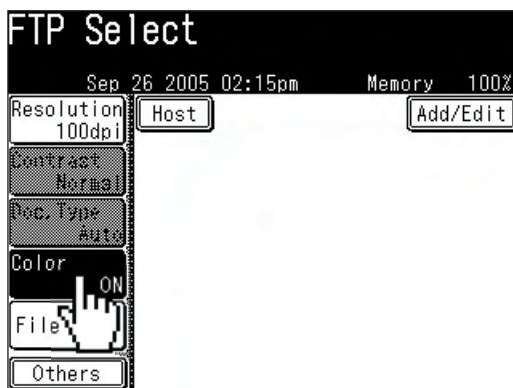 FTP Select
Sep 26 2005 02:15pm Memory 100%
Resolution
100dpi
Host
Add/Edit
Contrast
Normal
Doc.Type
Auto
Color
ON
File
Others